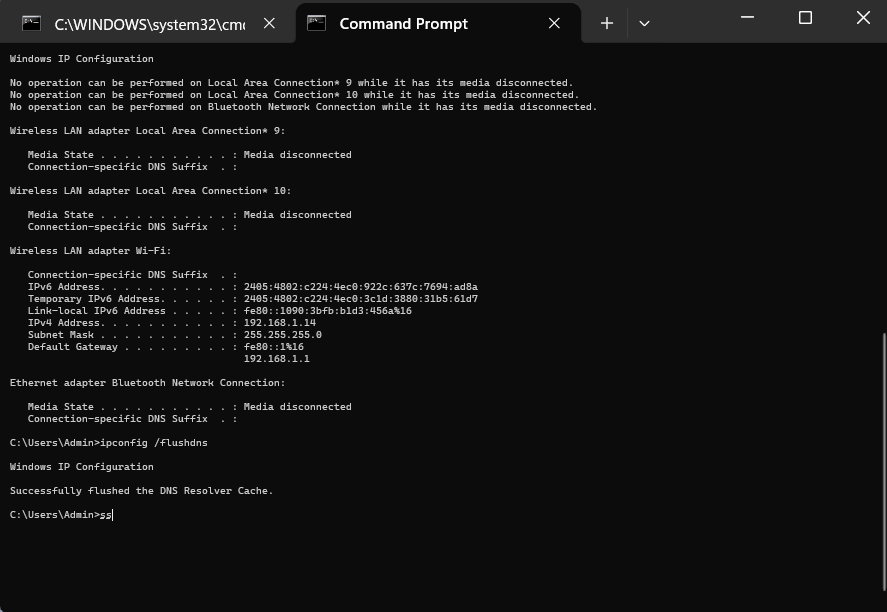 C:\WINDOWS\system32\cmc
Command Prompt
Windows IP Configuration
No operation can be performed on Local Area Connection* 9 while it has its media disconnected.
No operation can be performed on Local Area Connection* 10 while it has its media disconnected.
No operation can be performed on Bluetooth Network Connection while it has its media disconnected.
Wireless LAN adapter Local Area Connection* 9:
Media State . . . . . . . . . . . : Media disconnected
Connection-specific DNS Suffix  . :
Wireless LAN adapter Local Area Connection* 10:
Media State . . . . . . . . . . . : Media disconnected
Connection-specific DNS Suffix  . :
Wireless LAN adapter Wi-Fi:
Connection-specific DNS Suffix  . :
IPv6 Address. . . . . . . . . . . : 2405:4802:c224:4ec0:922c:637c:7694:ad8a
Temporary IPv6 Address. . . . . . : 2405:4802:c224:4ec0:3c1d:3880:31b5:61d7
Link-local IPv6 Address . . . . . : fe80::1090:3bfb:b1d3:456a%16
IPv4 Address. . . . . . . . . . . : 192.168.1.14
Subnet Mask . . . . . . . . . . . : 255.255.255.0
Default Gateway . . . . . . . . . : fe80::1%16
192.168.1.1
Ethernet adapter Bluetooth Network Connection:
Media State . . . . . . . . . . . : Media disconnected
Connection-specific DNS Suffix  . :
C:\Users\Admin>ipconfig /flushdns
Windows IP Configuration
Successfully flushed the DNS Resolver Cache.
C:\Users\Admin>ss